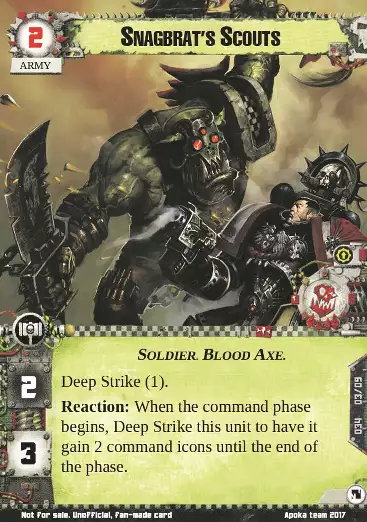 2
SNAGBRAT'S SCOUTS
ARMY
SOLDIER. BLOOD AXE.
2
Deep Strike (1).
Reaction: When the command phase
begins, Deep Strike this unit to have it
gain 2 command icons until the end of
the phase.
3
03/60
034
Not for sale. Unofficial, fan-made card
Apoka team 2017